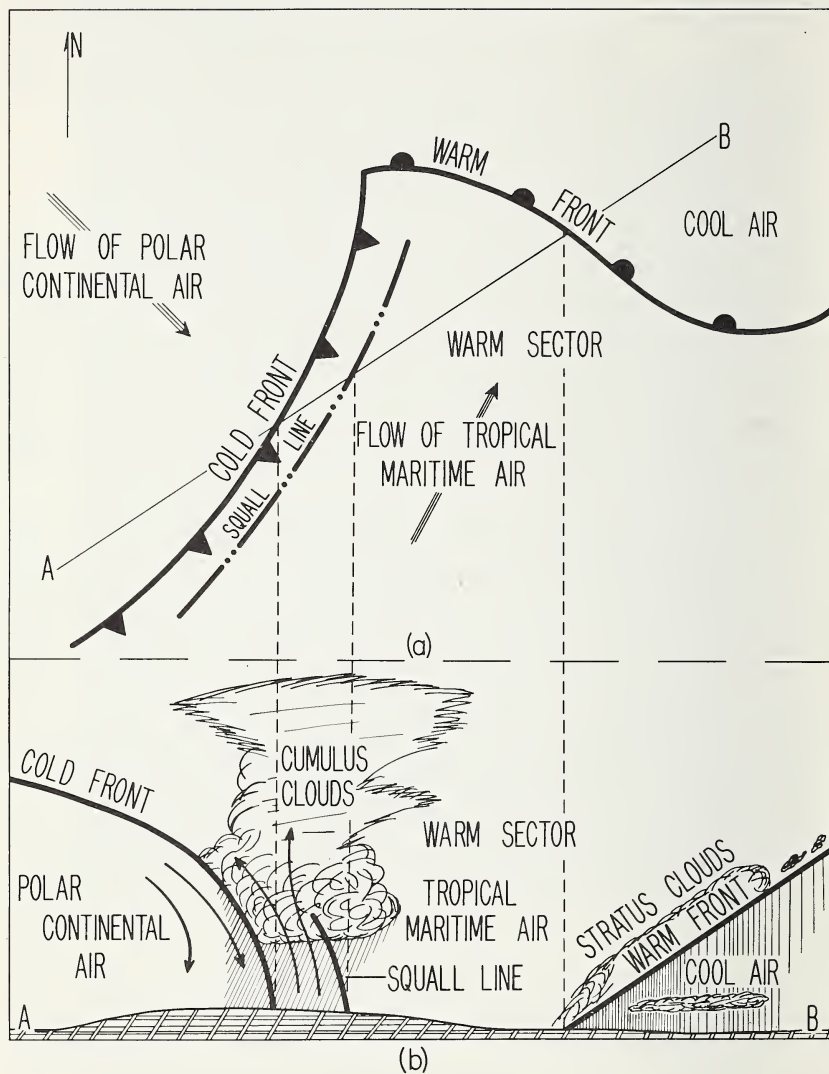 N
B
WARM
FRONT
COOL AIR
FLOW OF POLAR
CONTINENTAL AIR
WARM SECTOR
COLD FRONT
SQUALL LINE
FLOW OF TROPICAL
MARITIME AIR
A
(a)
COLD FRONT
CUMULUS
CLOUDS
WARM SECTOR
POLAR
CONTINENTAL
AIR
TROPICAL
MARITIME AIR
SQUALL LINE
STRATUS CLOUDS
WARM FRONT
COOL AIR
A
B
(b)